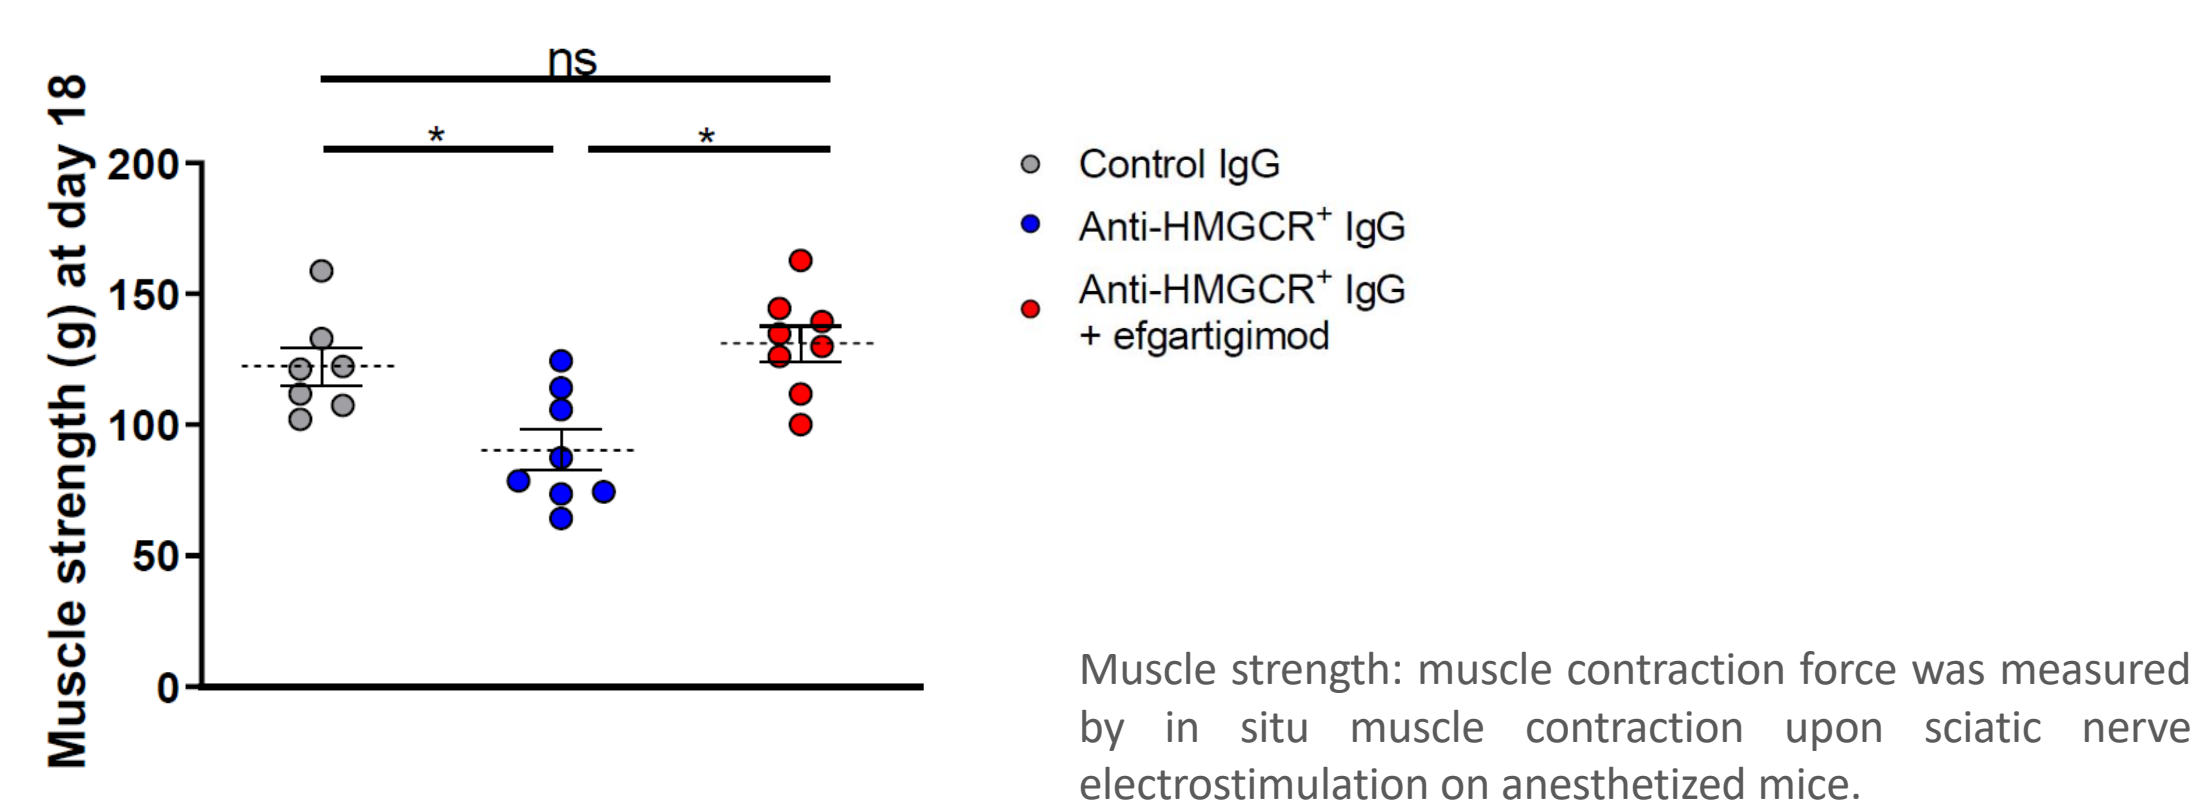 ns
*
*
Muscle strength (g) at day 18
200
150
100
50
0
Control IgG
Anti-HMGCR⁺ IgG
Anti-HMGCR⁺ IgG
+ efgartigimod
Muscle strength: muscle contraction force was measured
by in situ muscle contraction upon sciatic nerve
electrostimulation on anesthetized mice.